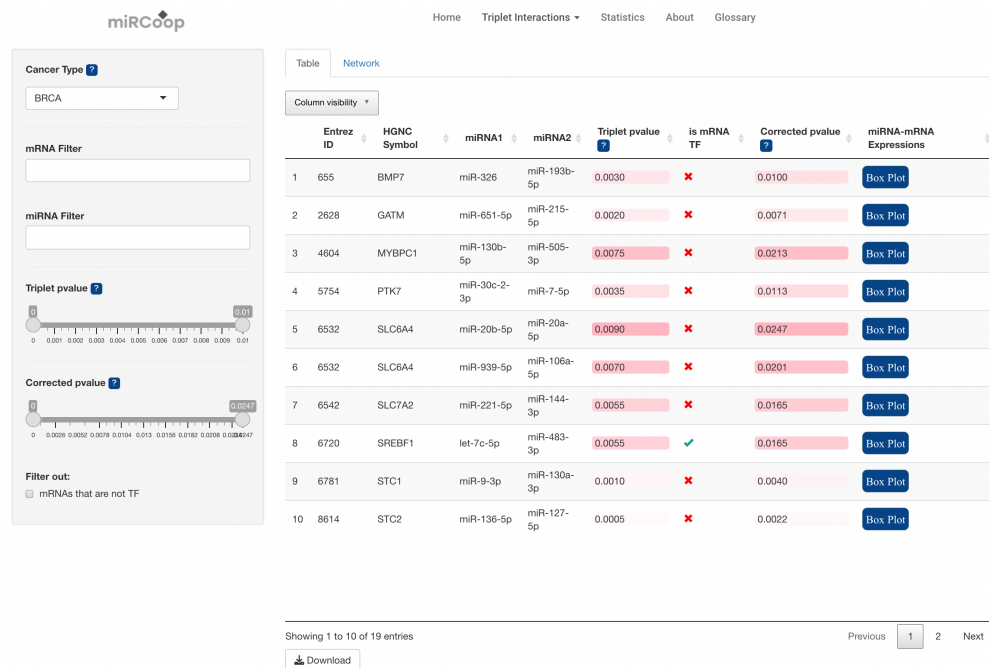 miRCoop
Home Triplet Interactions Statistics About Glossary
Cancer Type ?
BRCA
mRNA Filter
miRNA Filter
Triplet pvalue ?
0 0.01
0 0.001 0.002 0.003 0.004 0.005 0.006 0.007 0.008 0.009 0.01
Corrected pvalue ?
0 0.0247
0 0.0026 0.0052 0.0078 0.0104 0.013 0.0156 0.0182 0.0208 0.0247
Filter out:
mRNAs that are not TF
Table Network
Column visibility
Entrez HGNC miRNA1 miRNA2 Triplet pvalue is mRNA Corrected pvalue miRNA-mRNA
ID Symbol ? TF ? Expressions
1 655 BMP7 miR-326 miR-193b-
5p 0.0030 0.0100 Box Plot
2 2628 GATM miR-651-5p miR-215-
5p 0.0020 0.0071 Box Plot
3 4604 MYBPC1 miR-130b- miR-505-
5p 3p 0.0075 0.0213 Box Plot
4 5754 PTK7 miR-30c-2- miR-7-5p
3p 0.0035 0.0113 Box Plot
5 6532 SLC6A4 miR-20b-5p miR-20a-
5p 0.0090 0.0247 Box Plot
6 6532 SLC6A4 miR-939-5p miR-106a-
5p 0.0070 0.0201 Box Plot
7 6542 SLC7A2 miR-221-5p miR-144-
3p 0.0055 0.0165 Box Plot
8 6720 SREBF1 let-7c-5p miR-483-
3p 0.0055 0.0165 Box Plot
9 6781 STC1 miR-9-3p miR-130a-
3p 0.0010 0.0040 Box Plot
10 8614 STC2 miR-136-5p miR-127-
5p 0.0005 0.0022 Box Plot
Showing 1 to 10 of 19 entries
Previous 1 2 Next
Download